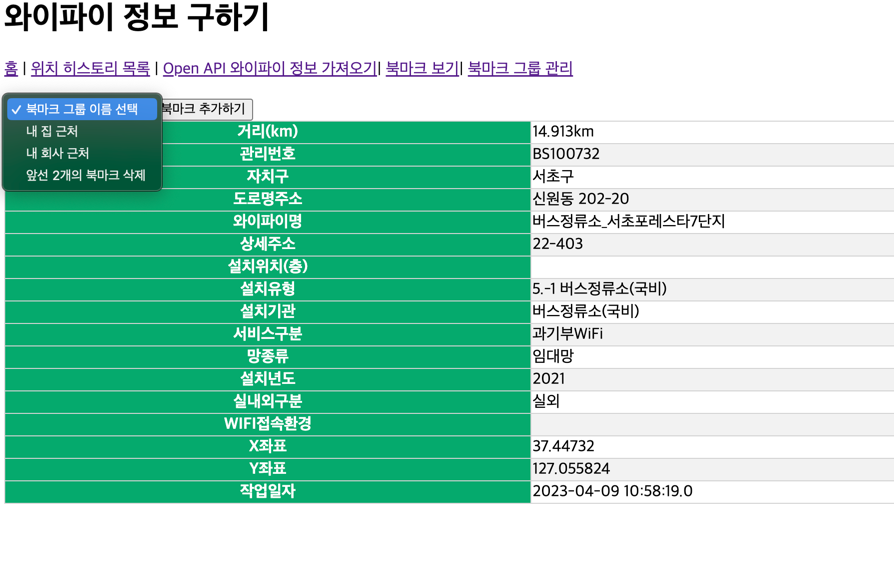 와이파이 정보 구하기
홈 | 위치 히스토리 목록 | Open API 와이파이 정보 가져오기| 북마크 보기| 북마크 그룹 관리
✓ 북마크 그룹 이름 선택 북마크 추가하기
내 집 근처
내 회사 근처
앞선 2개의 북마크 삭제
거리(km) 14.913km
관리번호 BS100732
자치구 서초구
도로명주소 신원동 202-20
와이파이명 버스정류소_서초포레스타7단지
상세주소 22-403
설치위치(층)
설치유형 5.-1 버스정류소(국비)
설치기관 버스정류소(국비)
서비스구분 과기부WiFi
망종류 임대망
설치년도 2021
실내외구분 실외
WIFI접속환경
X좌표 37.44732
Y좌표 127.055824
작업일자 2023-04-09 10:58:19.0